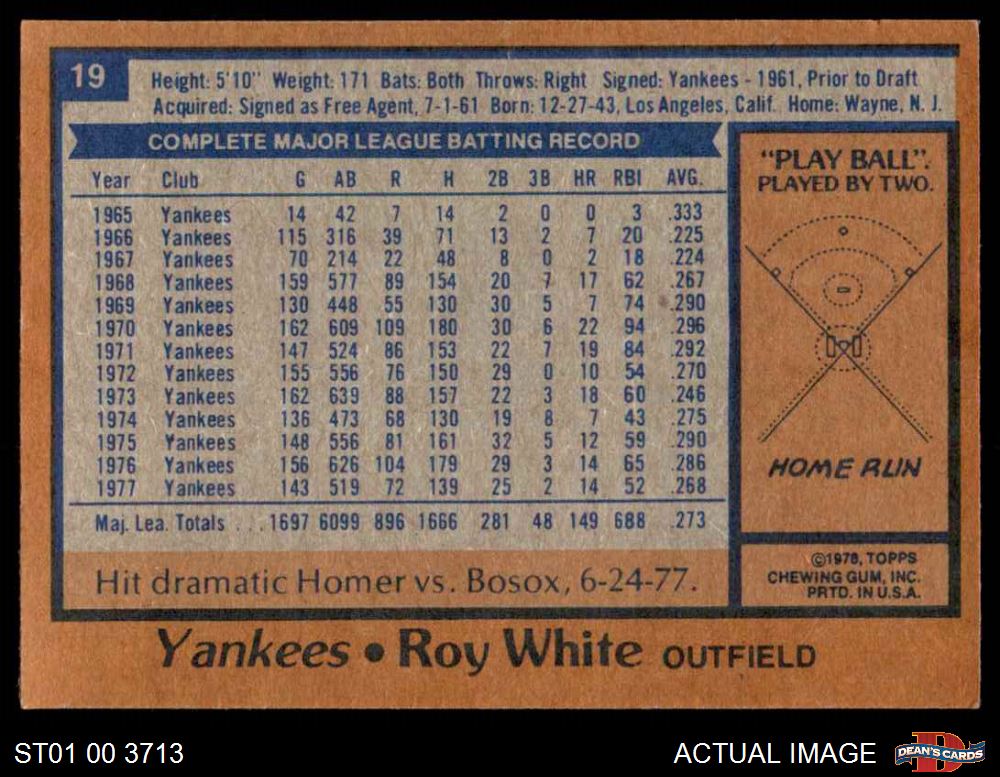 19
Height: 5'10" Weight: 171 Bats: Both Throws: Right Signed: Yankees - 1961, Prior to Draft
Acquired: Signed as Free Agent, 7-1-61 Born: 12-27-43, Los Angeles, Calif. Home: Wayne, N. J.
COMPLETE MAJOR LEAGUE BATTING RECORD
Year Club G AB R H 2B 3B HR RBI AVG.
1965 Yankees 14 42 7 14 2 0 0 3 .333
1966 Yankees 115 316 39 71 13 2 7 20 .225
1967 Yankees 70 214 22 48 8 0 2 18 .224
1968 Yankees 159 577 89 154 20 7 17 62 .267
1969 Yankees 130 448 55 130 30 5 7 74 .290
1970 Yankees 162 609 109 180 30 6 22 94 .296
1971 Yankees 147 524 86 153 22 7 19 84 .292
1972 Yankees 155 556 76 150 29 0 10 54 .270
1973 Yankees 162 639 88 157 22 3 18 60 .246
1974 Yankees 136 473 68 130 19 8 7 43 .275
1975 Yankees 148 556 81 161 32 5 12 59 .290
1976 Yankees 156 626 104 179 29 3 14 65 .286
1977 Yankees 143 519 72 139 25 2 14 52 .268
Maj. Lea. Totals . . . 1697 6099 896 1666 281 48 149 688 .273
Hit dramatic Homer vs. Bosox, 6-24-77.
"PLAY BALL".
PLAYED BY TWO.
HOME RUN
©1978, TOPPS
CHEWING GUM, INC.
PRTD. IN U.S.A.
Yankees • Roy White OUTFIELD
ST01 00 3713
ACTUAL IMAGE
D
DEAN'S CARDS